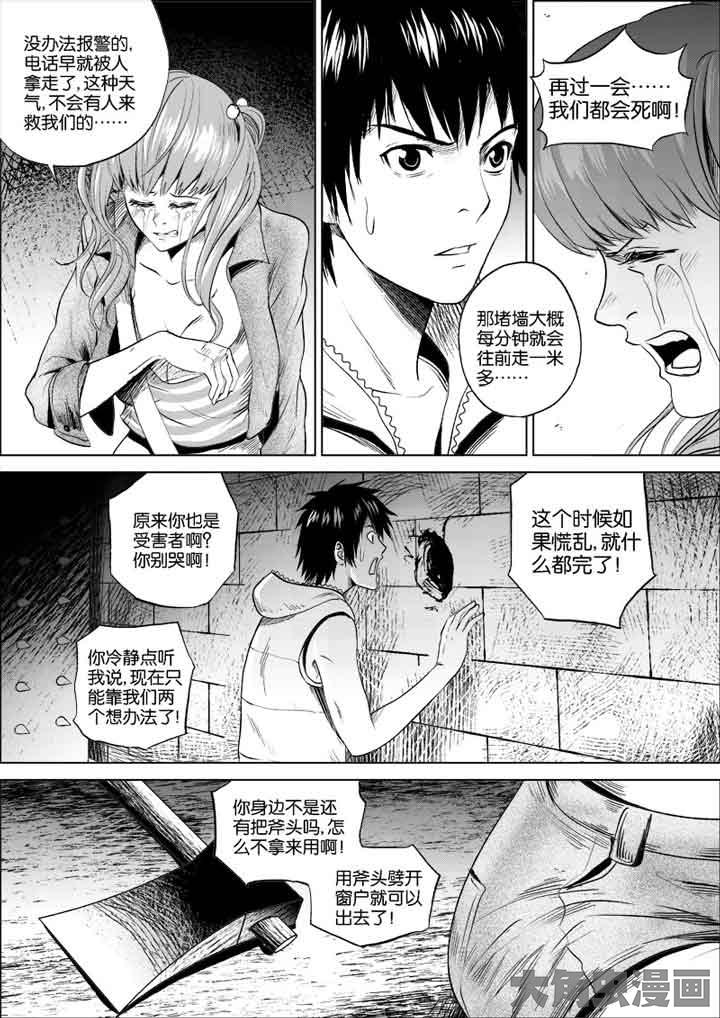 没办法报警的,
电话早就被人
拿走了,这种天
气,不会有人来
救我们的……
那堵墙大概
每分钟就会
往前走一米
多……
再过一会……
我们都会死啊!
原来你也是
受害者啊?
你别哭啊!
这个时候如
果慌乱,就什
么都完了!
你冷静点听
我说,现在只
能靠我们两
个想办法了!
你身边不是还
有把斧头吗,怎
么不拿来用啊!
用斧头劈开
窗户就可以
出去了!
大角虫漫画